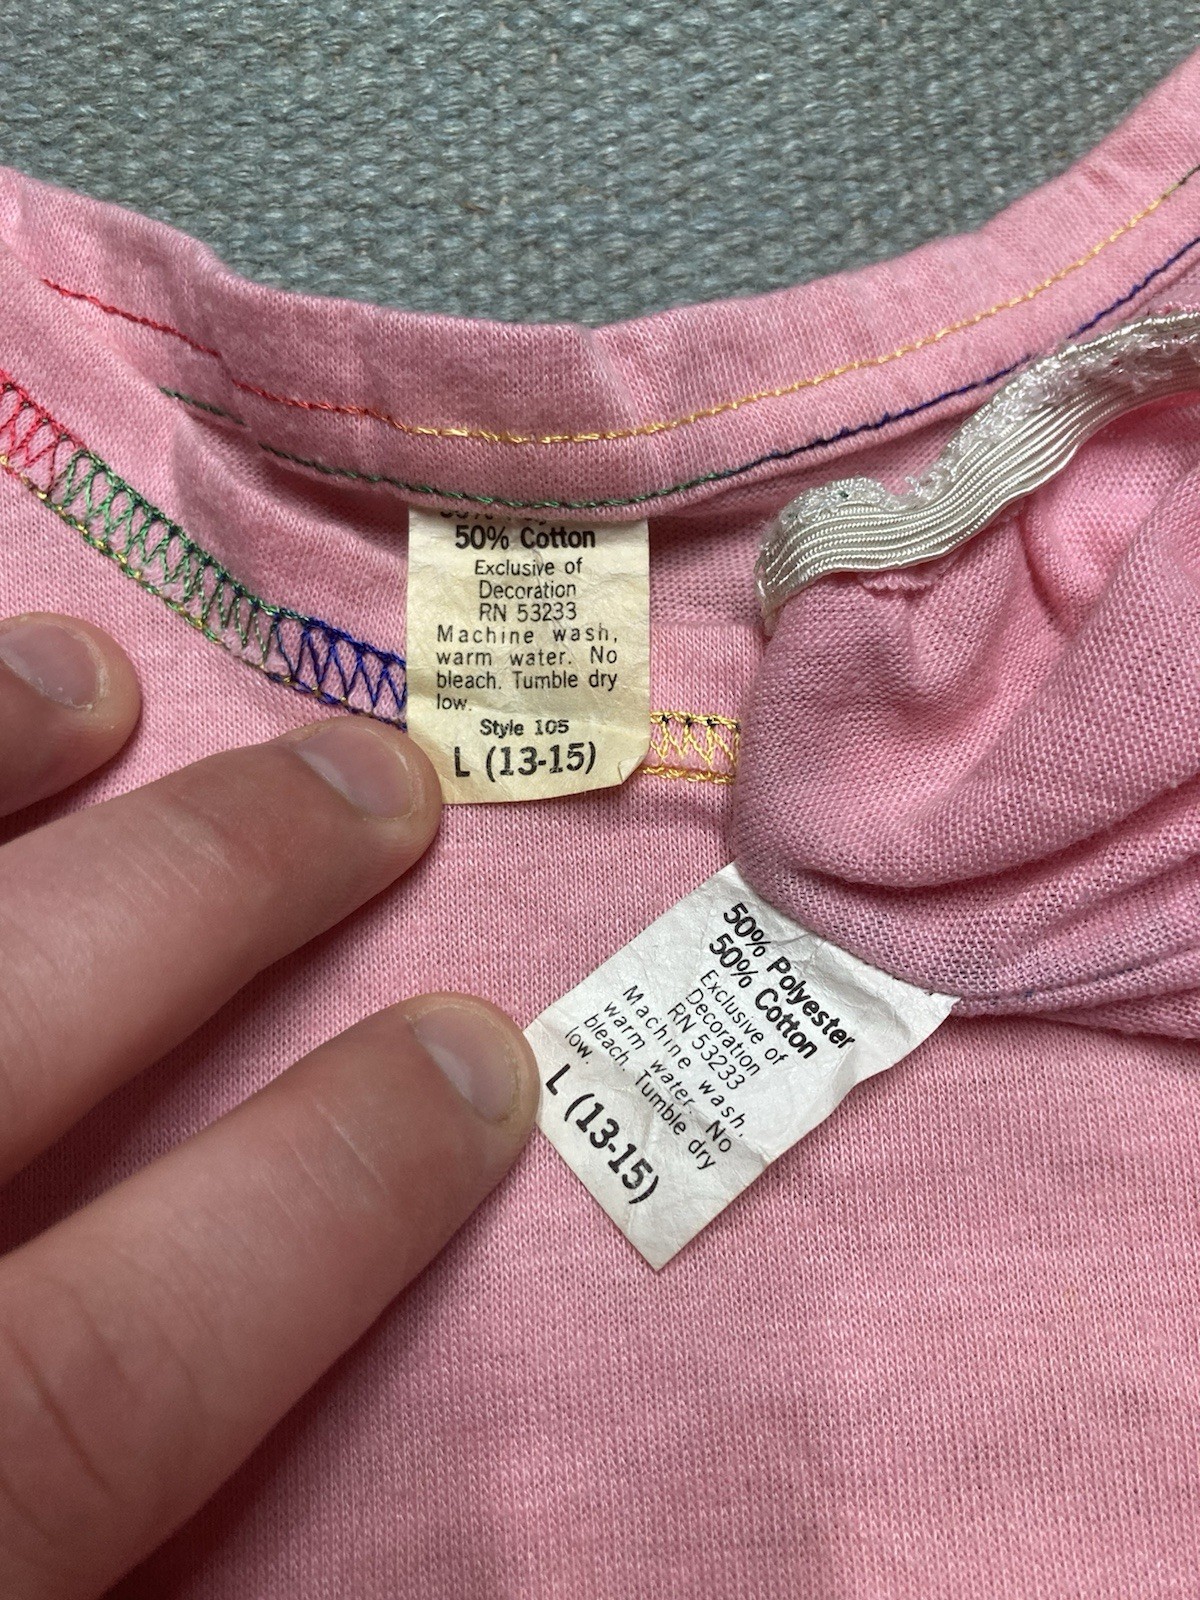 50% Cotton
Exclusive of
Decoration
RN 53233
Machine wash,
warm water. No
bleach. Tumble dry
low.
Style 105
L (13-15)
50% Polyester
50% Cotton
Exclusive of
Decoration
RN 53233
Machine wash,
warm water. No
bleach. Tumble dry
low.
L (13-15)